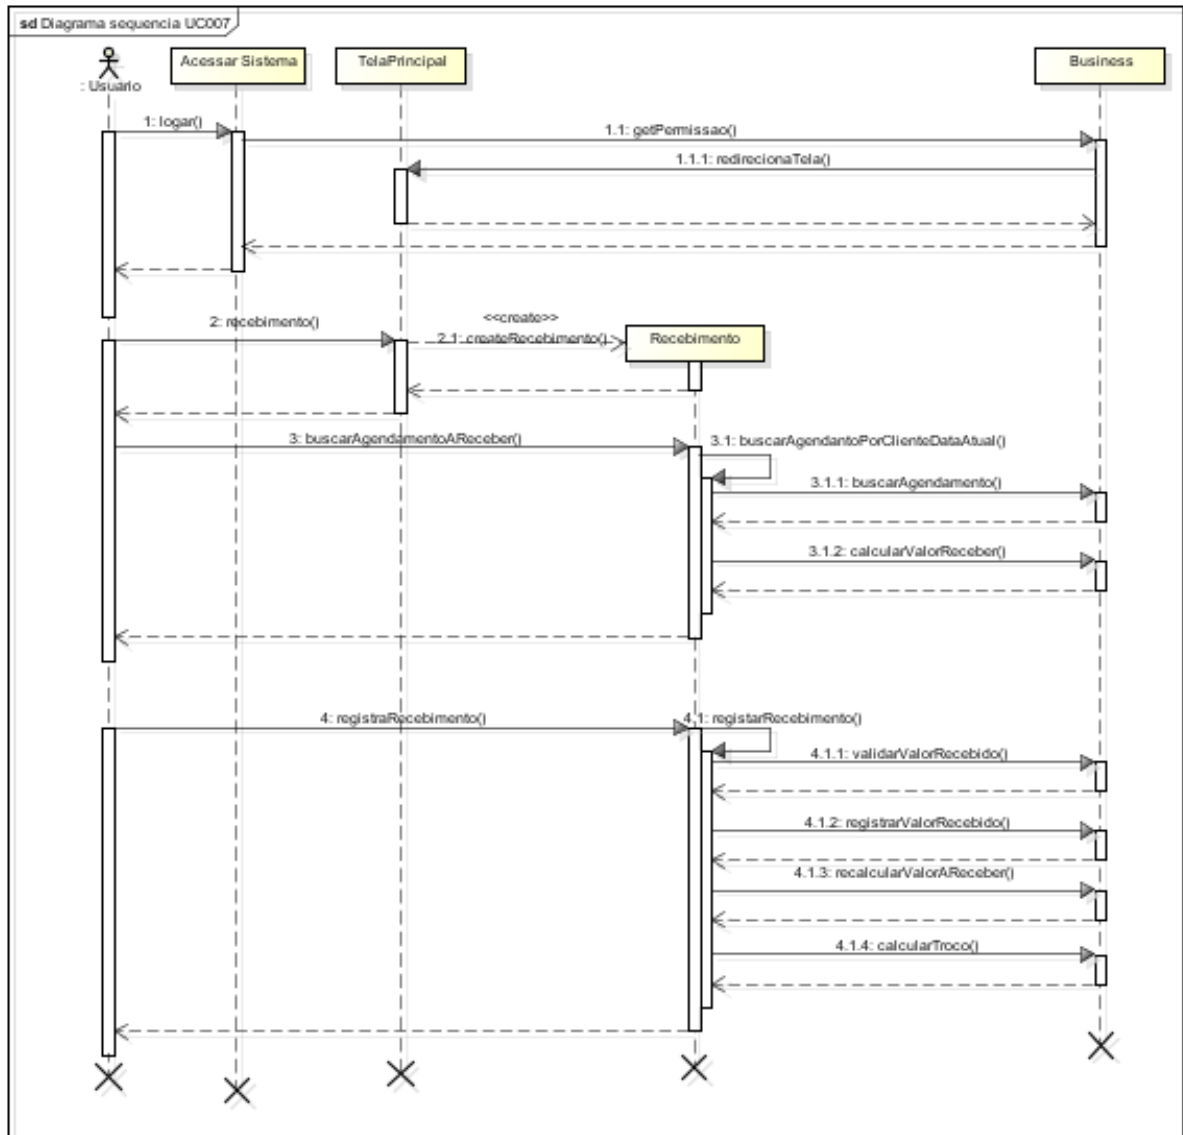 sd Diagrama sequencia UC007
: Usuario
Acessar Sistema
TelaPrincipal
Business
1: logar()
1.1: getPermissao()
1.1.1: redirecionaTela()
2: recebimento()
<<create>>
2.1: createRecebimento()
Recebimento
3: buscarAgendamentoAReceber()
3.1: buscarAgendantoPorClienteDataAtual()
3.1.1: buscarAgendamento()
3.1.2: calcularValorReceber()
4: registraRecebimento()
4.1: registarRecebimento()
4.1.1: validarValorRecebido()
4.1.2: registrarValorRecebido()
4.1.3: recalcularValorAReceber()
4.1.4: calcularTroco()